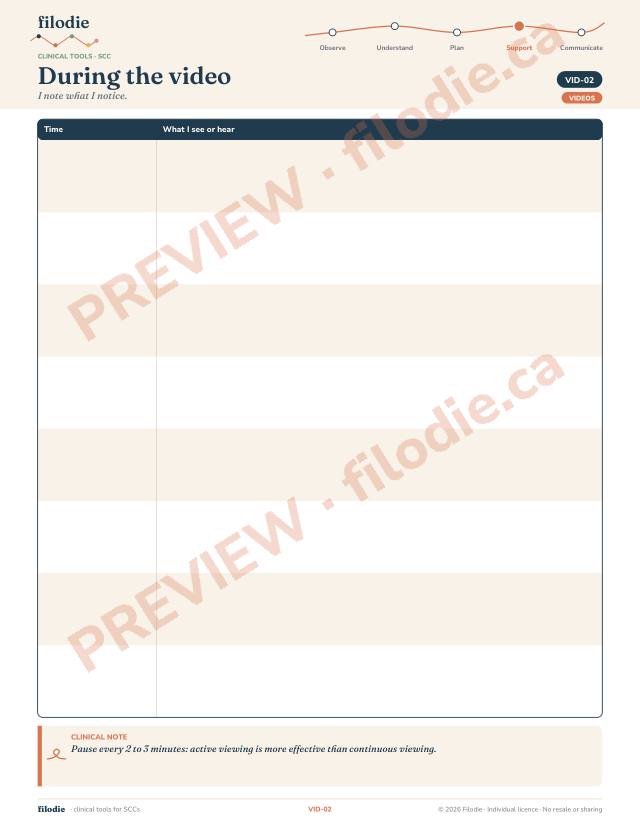 filodie
CLINICAL TOOLS · SCC
During the video
I note what I notice.
Observe
Understand
Plan
Support
Communicate
VID-02
VIDEOS
Time
What I see or hear
PREVIEW · filodie.ca
PREVIEW · filodie.ca
CLINICAL NOTE
Pause every 2 to 3 minutes: active viewing is more effective than continuous viewing.
filodie · clinical tools for SCCs
VID-02
© 2026 Filodie · Individual licence · No resale or sharing